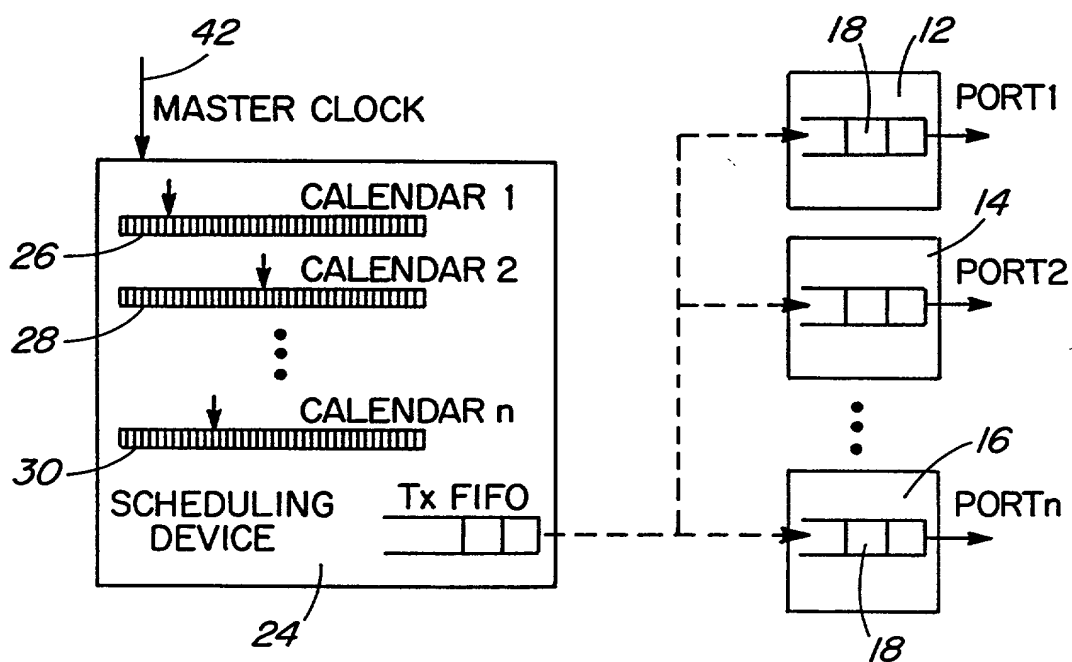 42
18
12
MASTER CLOCK
PORT1
CALENDAR 1
26
14
CALENDAR 2
PORT2
28
CALENDAR n
30
16
Tx FIFO
PORTn
SCHEDULING
DEVICE
24
18